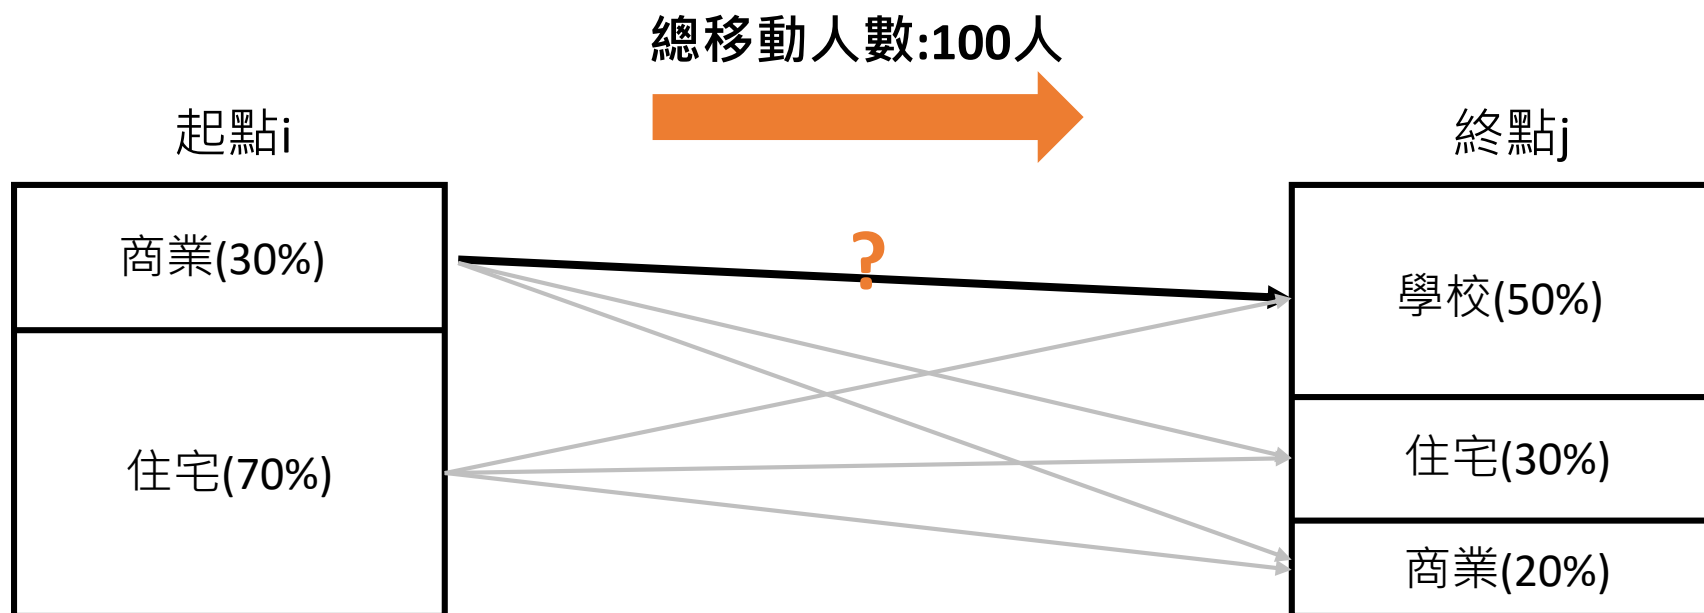 總移動人數:100人
起點i
終點j
商業(30%)
?
學校(50%)
住宅(70%)
住宅(30%)
商業(20%)